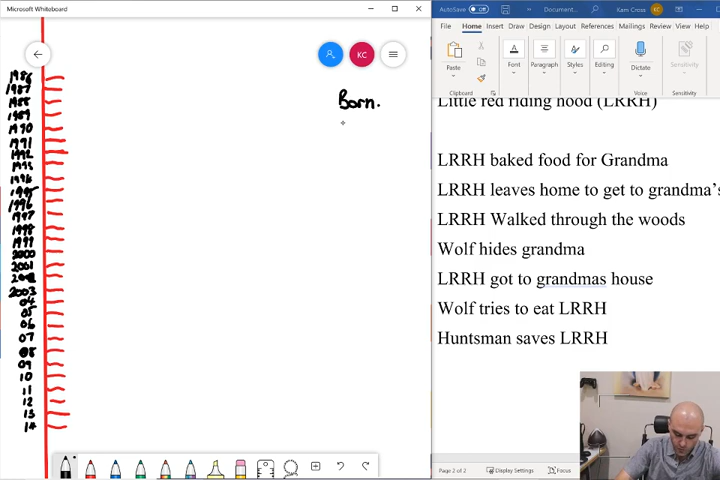 Microsoft Whiteboard
KC
Born.
1986
1987
1988
1989
1990
1991
1992
1993
1994
1995
1996
1997
1998
1999
2000
2001
2002
2003
04
05
06
07
08
09
10
11
12
13
14
AutoSave Off
Document...
Kam Cross
KC
File Home Insert Draw Design Layout References Mailings Review View Help
Paste
Font
Paragraph
Styles
Editing
Dictate
Sensitivity
Clipboard
Voice
Sensitivity
Little red riding hood (LRRH)
LRRH baked food for Grandma
LRRH leaves home to get to grandma's
LRRH Walked through the woods
Wolf hides grandma
LRRH got to grandmas house
Wolf tries to eat LRRH
Huntsman saves LRRH
Page 2 of 2
Display Settings
Focus